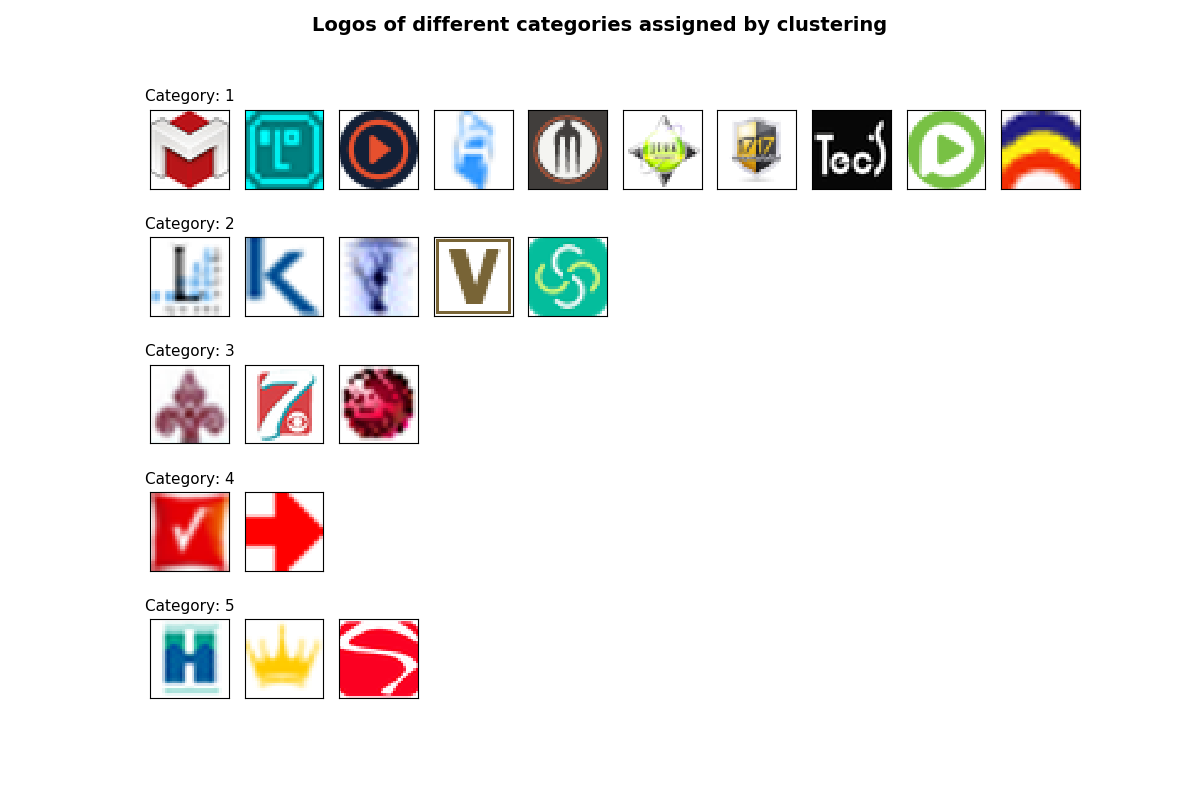 Logos of different categories assigned by clustering
Category: 1
M
TecS
Category: 2
L
k
V
Category: 3
7
Category: 4
Category: 5
H